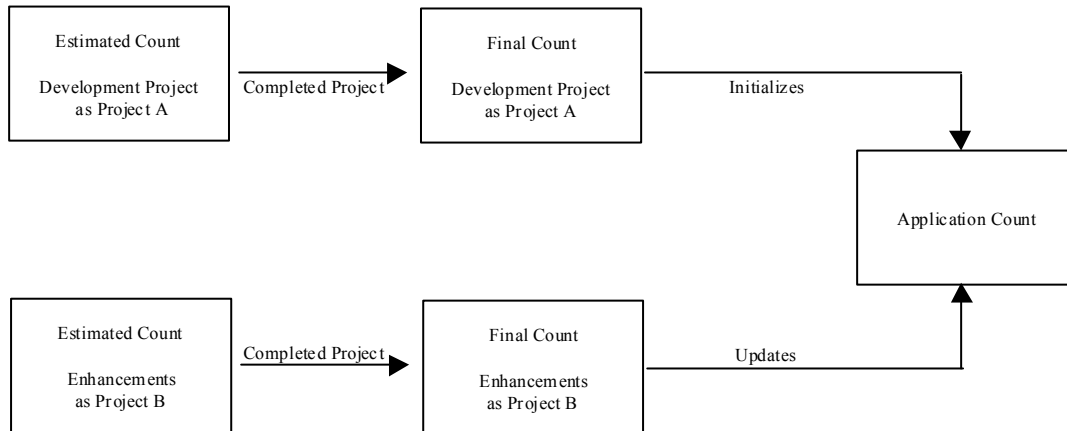 Estimated Count
Development Project
as Project A
Completed Project
Final Count
Development Project
as Project A
Initializes
Application Count
Estimated Count
Enhancements
as Project B
Completed Project
Final Count
Enhancements
as Project B
Updates